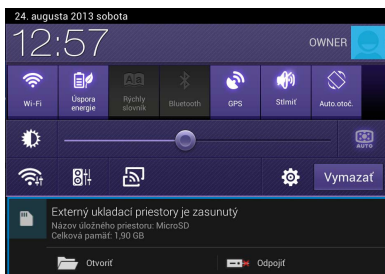 24. augusta 2013 sobota
12:57
OWNER
Wi-Fi
Úspora energie
Rýchly slovník
Bluetooth
GPS
Stlmiť
Auto.otoč.
AUTO
Vymazať
Externý ukladací priestory je zasunutý
Názov úložného priestoru: MicroSD
Celková pamäť: 1,90 GB
Otvoriť
Odpojiť